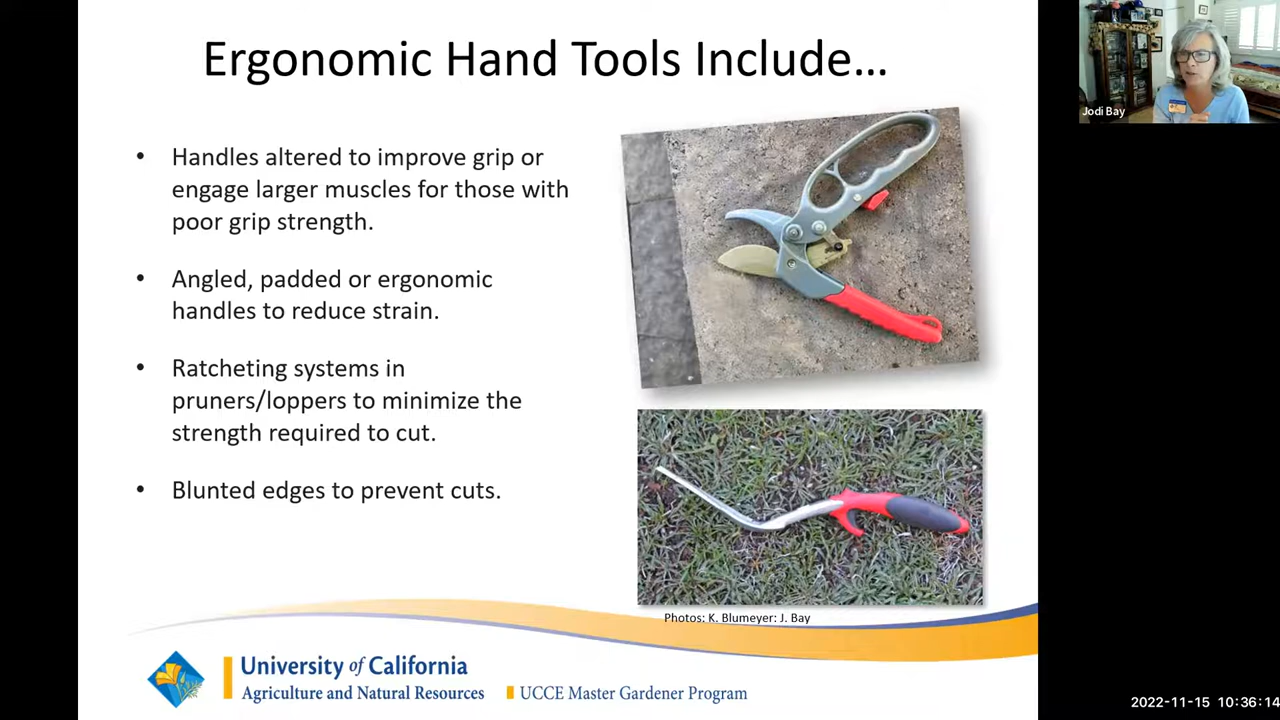 Ergonomic Hand Tools Include…
• Handles altered to improve grip or
engage larger muscles for those with
poor grip strength.
• Angled, padded or ergonomic
handles to reduce strain.
• Ratcheting systems in
pruners/loppers to minimize the
strength required to cut.
• Blunted edges to prevent cuts.
Photos: K. Blumeyer: J. Bay
University of California
Agriculture and Natural Resources
UCCE Master Gardener Program
Jodi Bay
2022-11-15 10:36:14